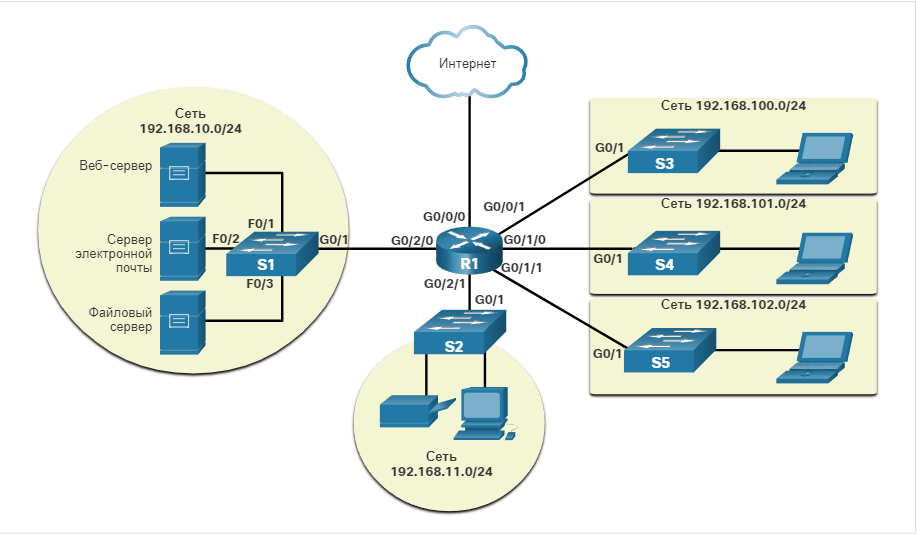 Интернет
Сеть
192.168.10.0/24
Веб-сервер
F0/1
Сервер
электронной
почты
F0/2
S1
G0/1
F0/3
Файловый
сервер
G0/0/0
G0/0/1
G0/2/0
R1
G0/1/0
G0/1/1
G0/2/1
G0/1
S2
Сеть
192.168.11.0/24
Сеть 192.168.100.0/24
G0/1
S3
Сеть 192.168.101.0/24
G0/1
S4
Сеть 192.168.102.0/24
G0/1
S5